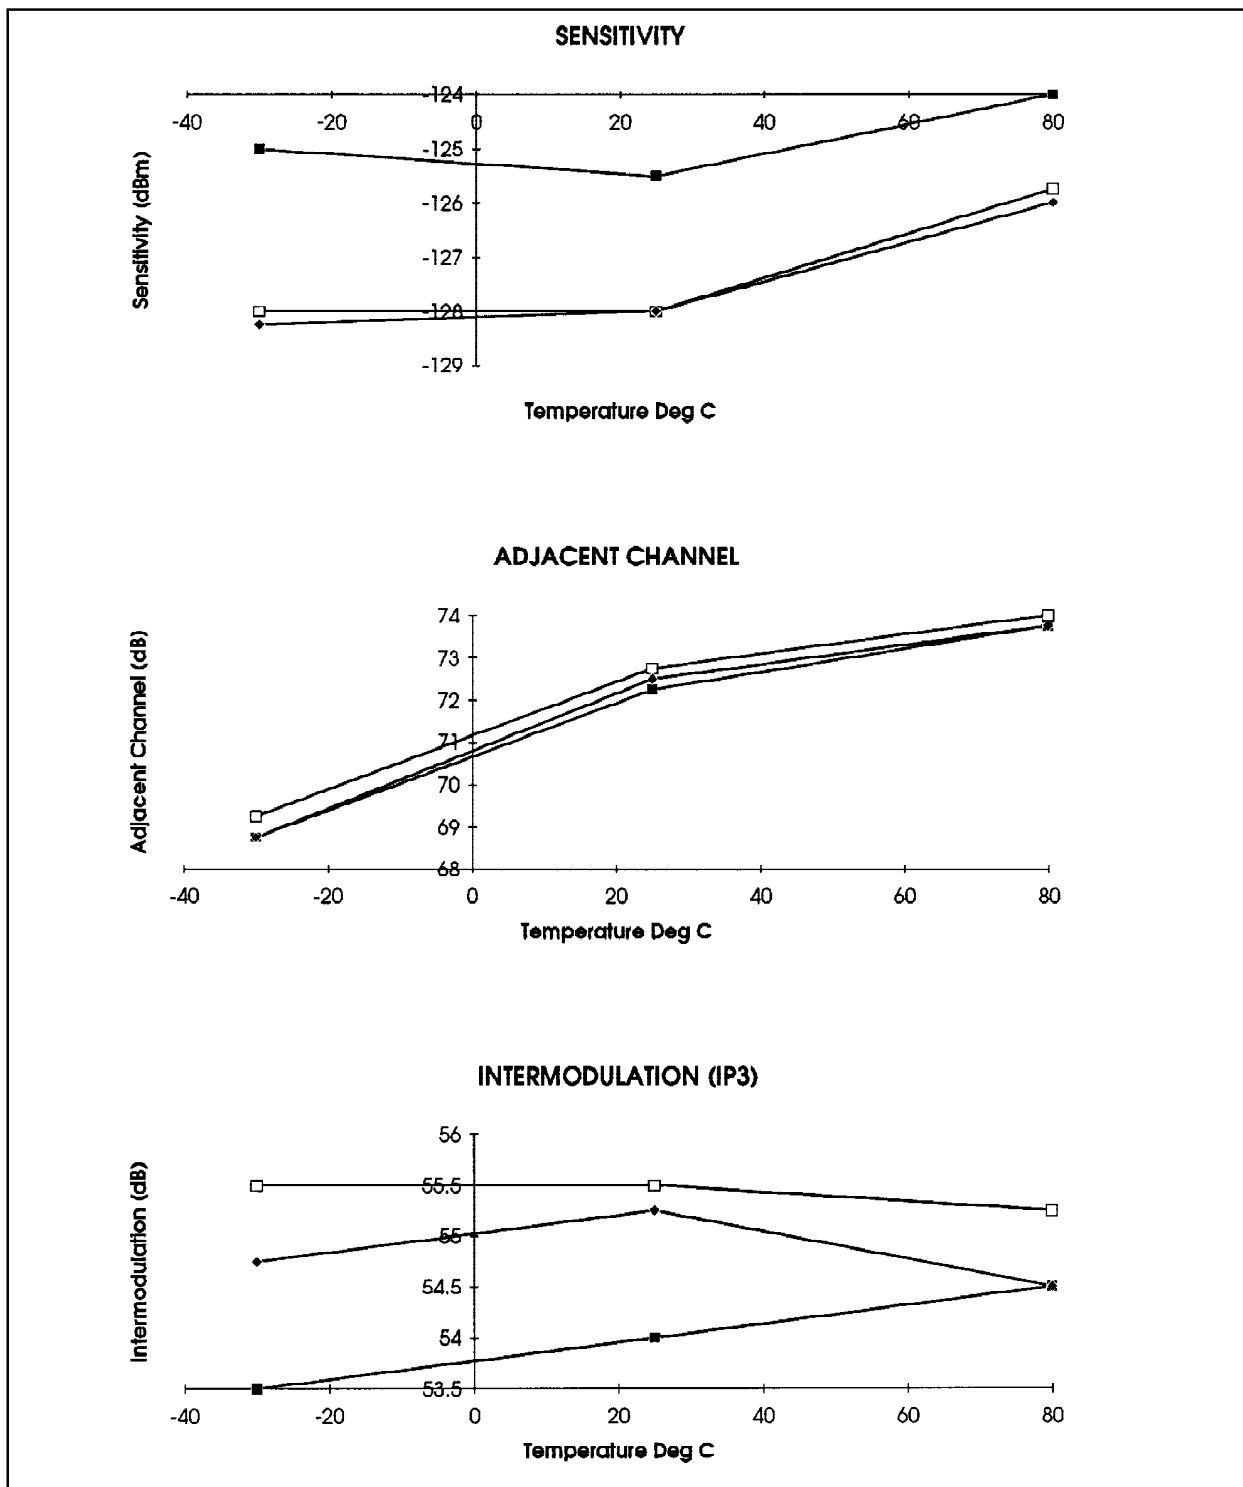 SENSITIVITY
-124
-40 -20 0 20 40 60 80
-125
-126
-127
-128
-129
Sensitivity (dBm)
Temperature Deg C
ADJACENT CHANNEL
74
73
72
71
70
69
68
-40 -20 0 20 40 60 80
Adjacent Channel (dB)
Temperature Deg C
INTERMODULATION (IP3)
56
55.5
55
54.5
54
53.5
-40 -20 0 20 40 60 80
Intermodulation (dB)
Temperature Deg C